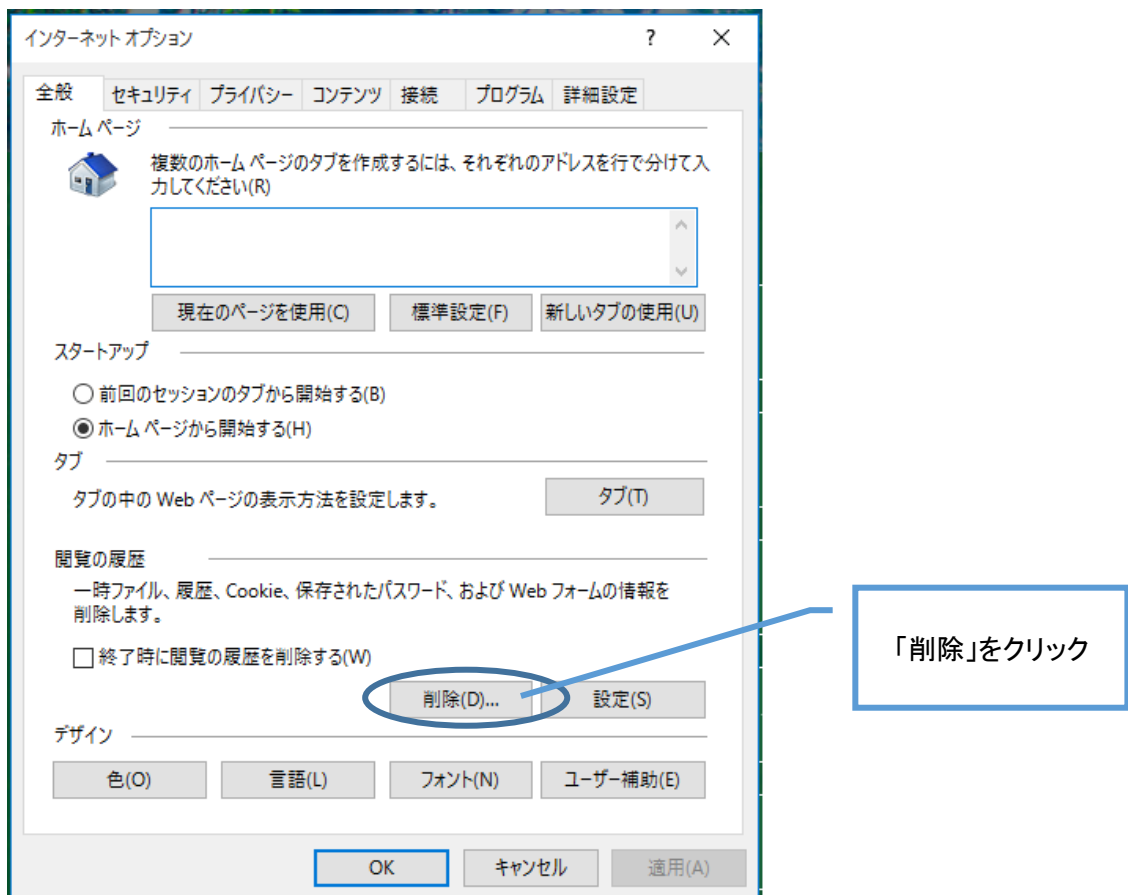 インターネット オプション
?
全般
セキュリティ
プライバシー
コンテンツ
接続
プログラム
詳細設定
ホーム ページ
複数のホーム ページのタブを作成するには、それぞれのアドレスを行で分けて入
力してください(R)
現在のページを使用(C)
標準設定(F)
新しいタブの使用(U)
スタートアップ
前回のセッションのタブから開始する(B)
ホーム ページから開始する(H)
タブ
タブの中の Web ページの表示方法を設定します。
タブ(T)
閲覧の履歴
一時ファイル、履歴、Cookie、保存されたパスワード、および Web フォームの情報を
削除します。
終了時に閲覧の履歴を削除する(W)
削除(D)...
設定(S)
「削除」をクリック
デザイン
色(O)
言語(L)
フォント(N)
ユーザー補助(E)
OK
キャンセル
適用(A)